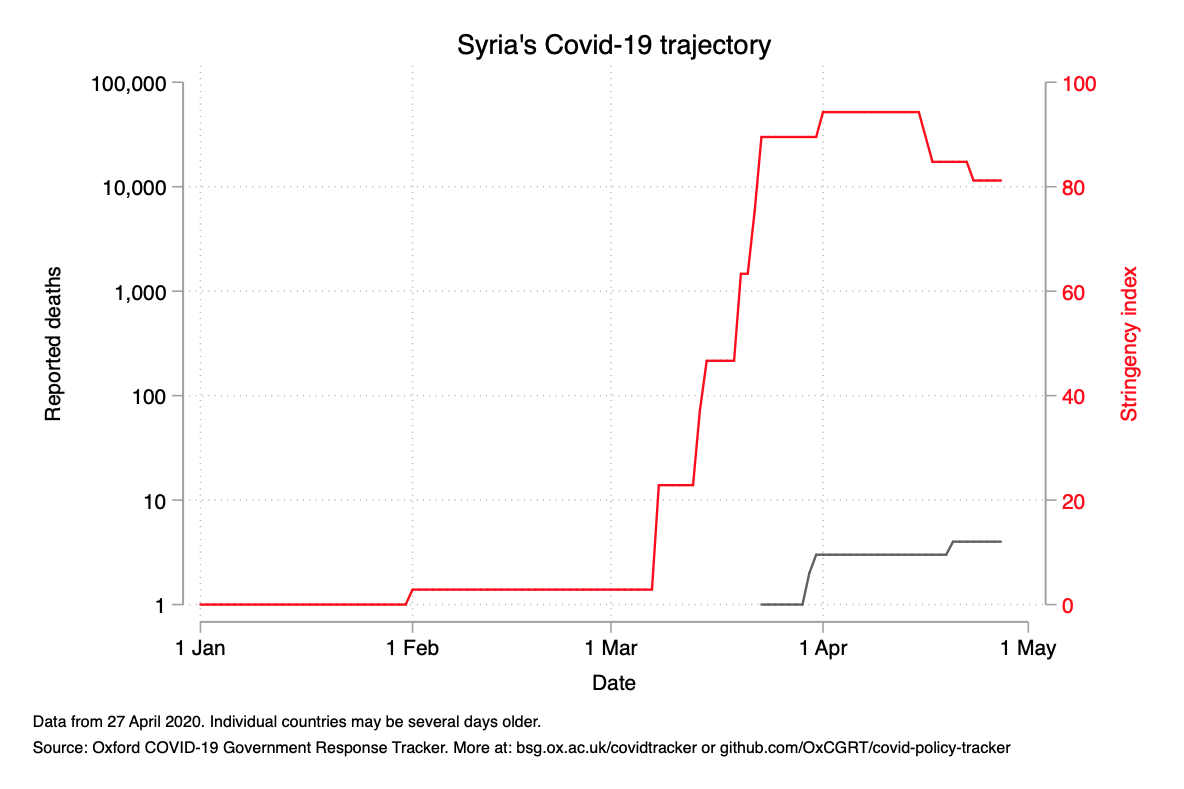 Syria's Covid-19 trajectory
100,000
10,000
1,000
100
10
1
Reported deaths
100
80
60
40
20
0
Stringency index
1 Jan
1 Feb
1 Mar
1 Apr
1 May
Date
Data from 27 April 2020. Individual countries may be several days older.
Source: Oxford COVID-19 Government Response Tracker. More at: bsg.ox.ac.uk/covidtracker or github.com/OxCGRT/covid-policy-tracker